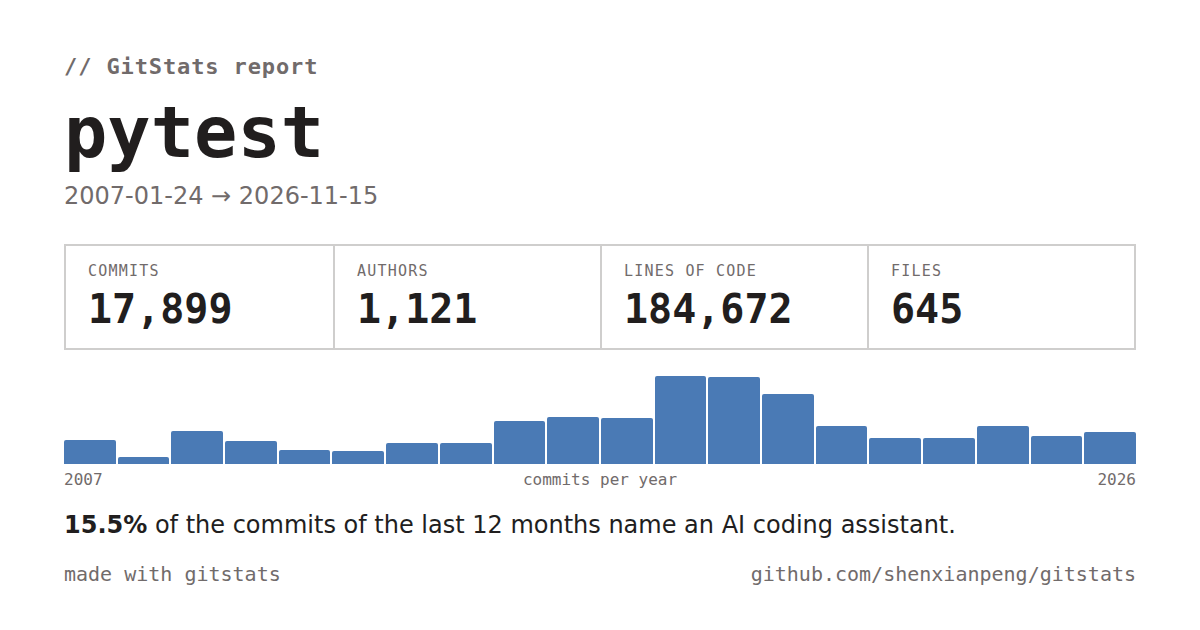 // GitStats report
pytest
2007-01-24 → 2026-11-15
COMMITS AUTHORS LINES OF CODE FILES
17,899 1,121 184,672 645
2007 commits per year 2026
15.5% of the commits of the last 12 months name an AI coding assistant.
made with gitstats github.com/shenxianpeng/gitstats